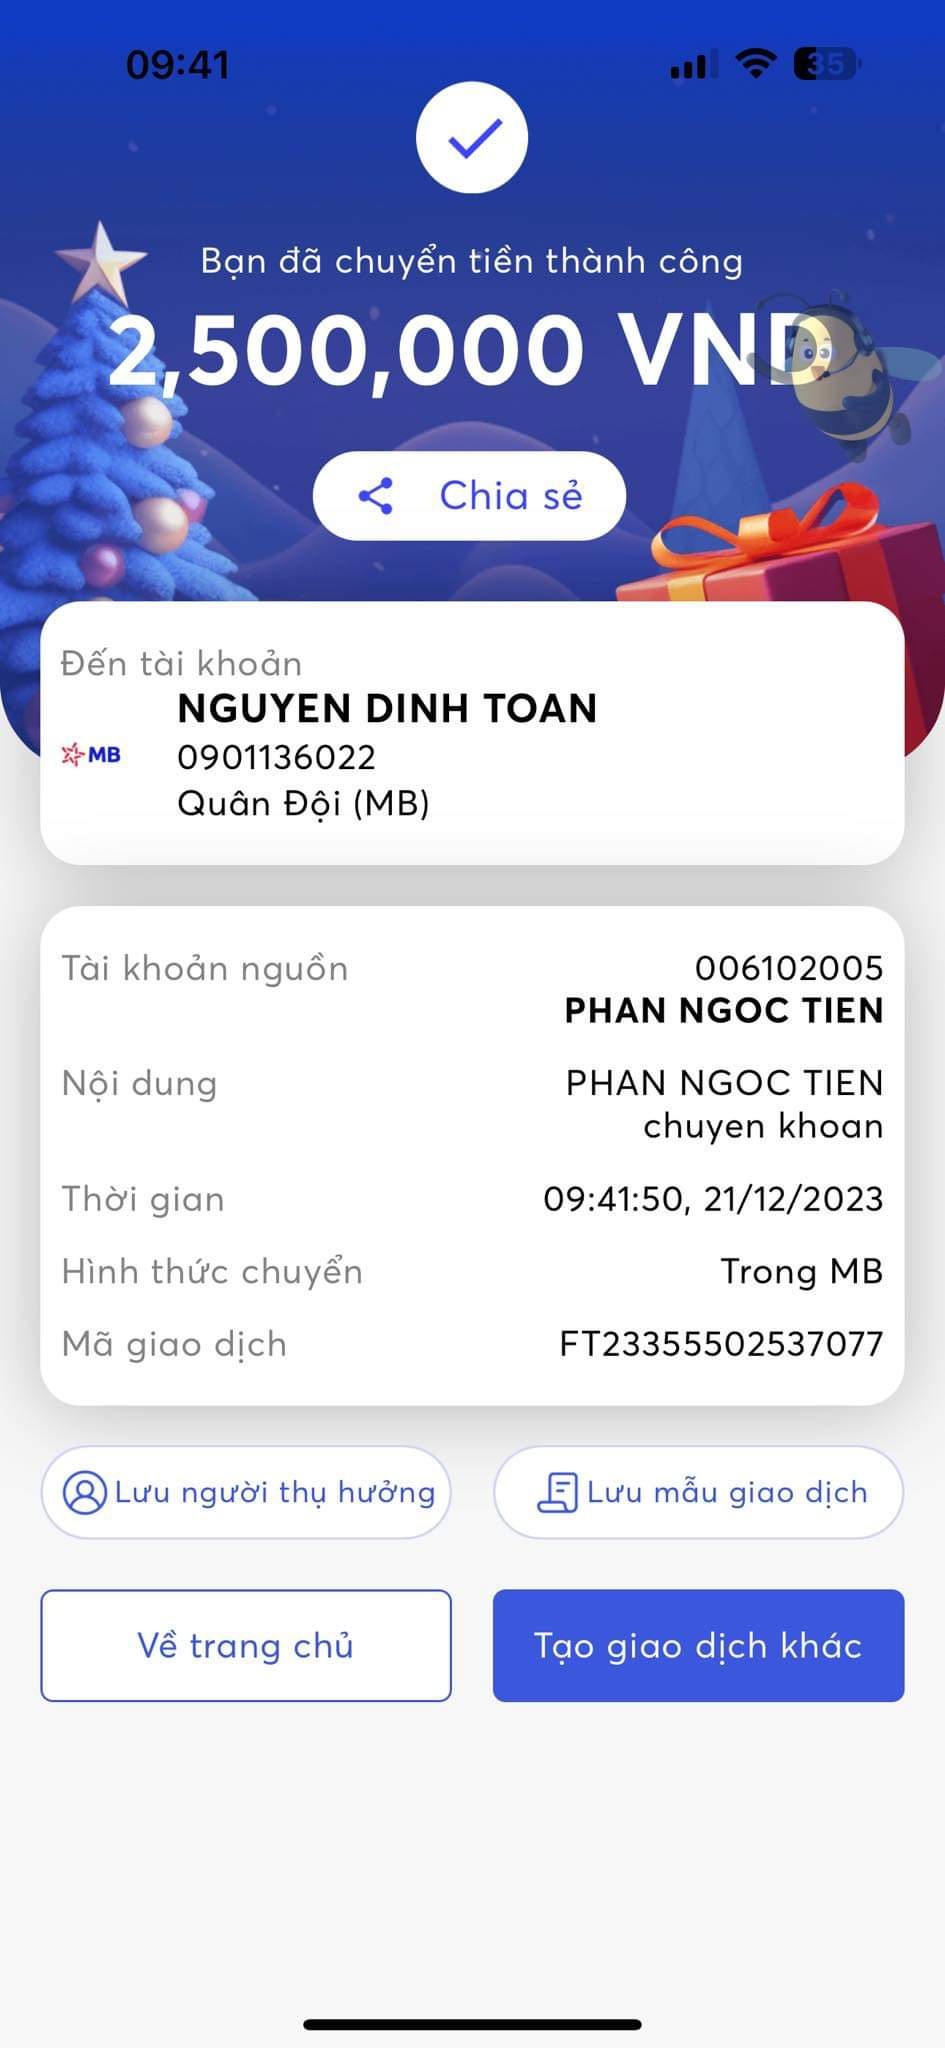 09:41
35
Bạn đã chuyển tiền thành công
2,500,000 VND
Chia sẻ
Đến tài khoản
NGUYEN DINH TOAN
MB
0901136022
Quân Đội (MB)
Tài khoản nguồn
006102005
PHAN NGOC TIEN
Nội dung
PHAN NGOC TIEN
chuyen khoan
Thời gian
09:41:50, 21/12/2023
Hình thức chuyển
Trong MB
Mã giao dịch
FT23355502537077
Lưu người thụ hưởng
Lưu mẫu giao dịch
Về trang chủ
Tạo giao dịch khác